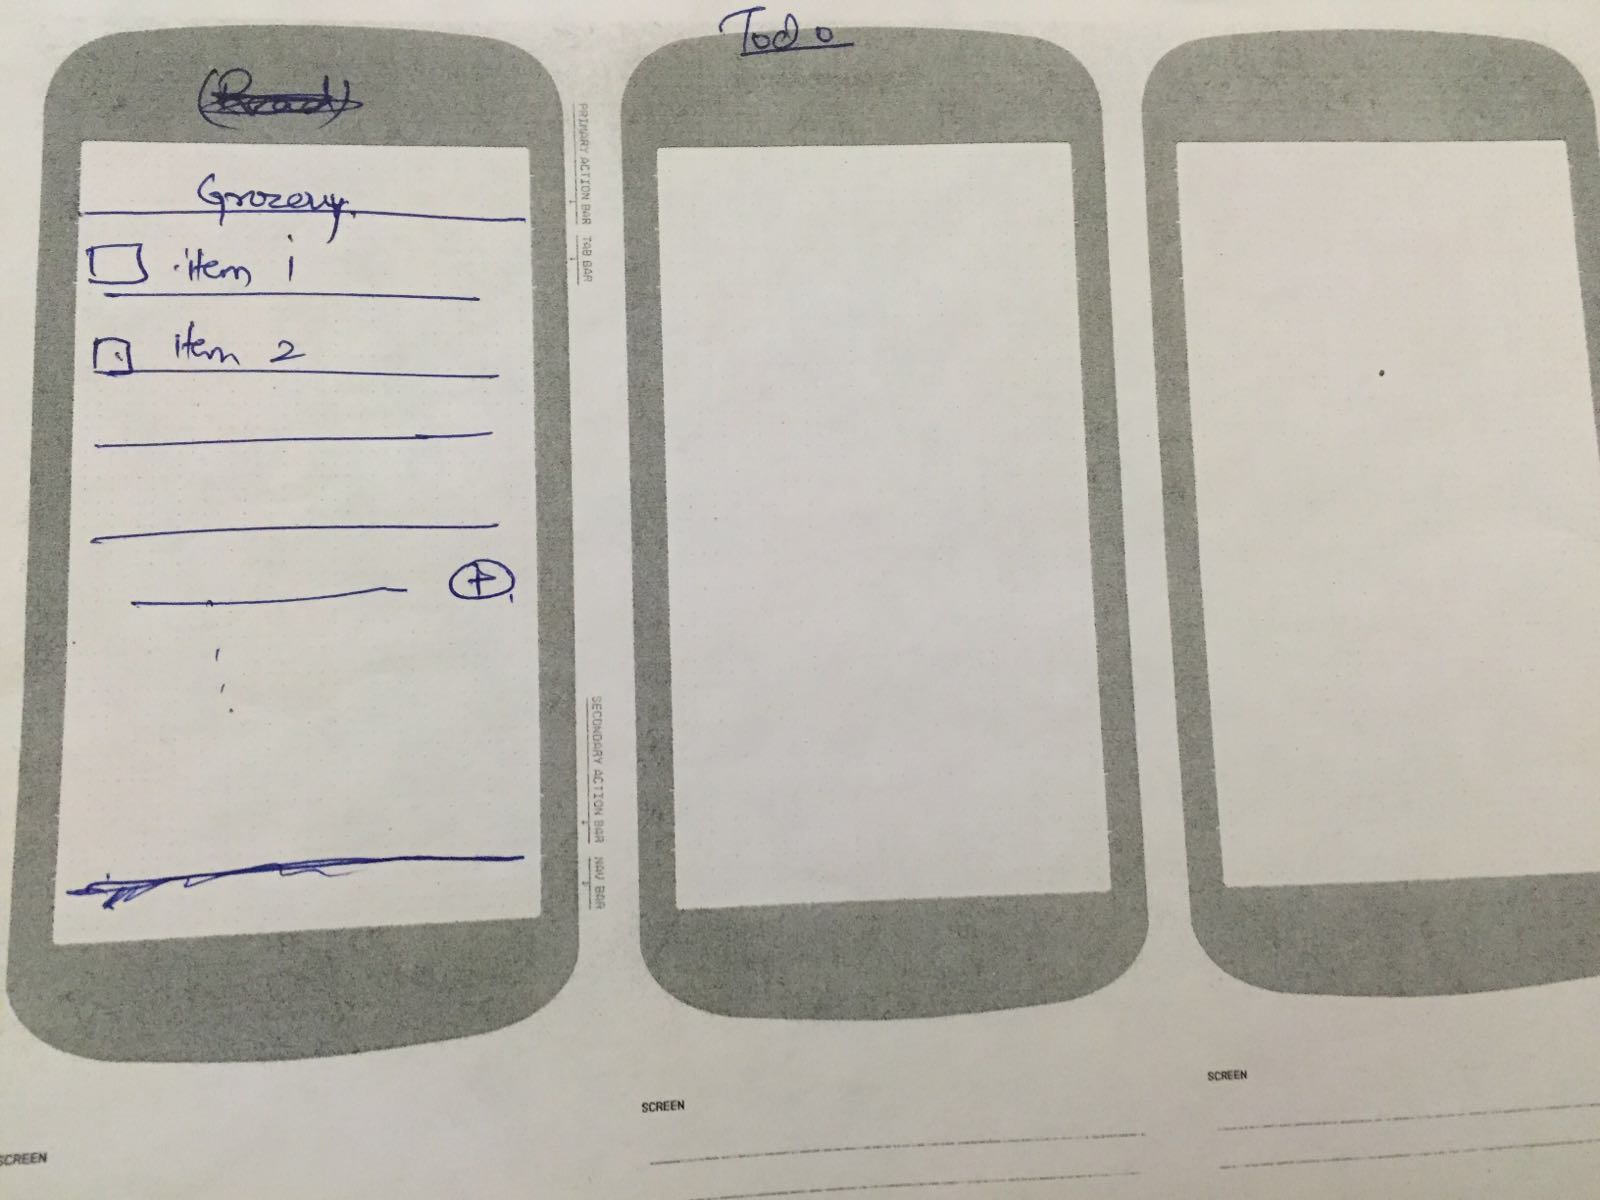 Todo
Grozery
item 1
item 2
PRIMARY ACTION BAR
TAB BAR
SECONDARY ACTION BAR
NAV BAR
SCREEN
SCREEN
SCREEN